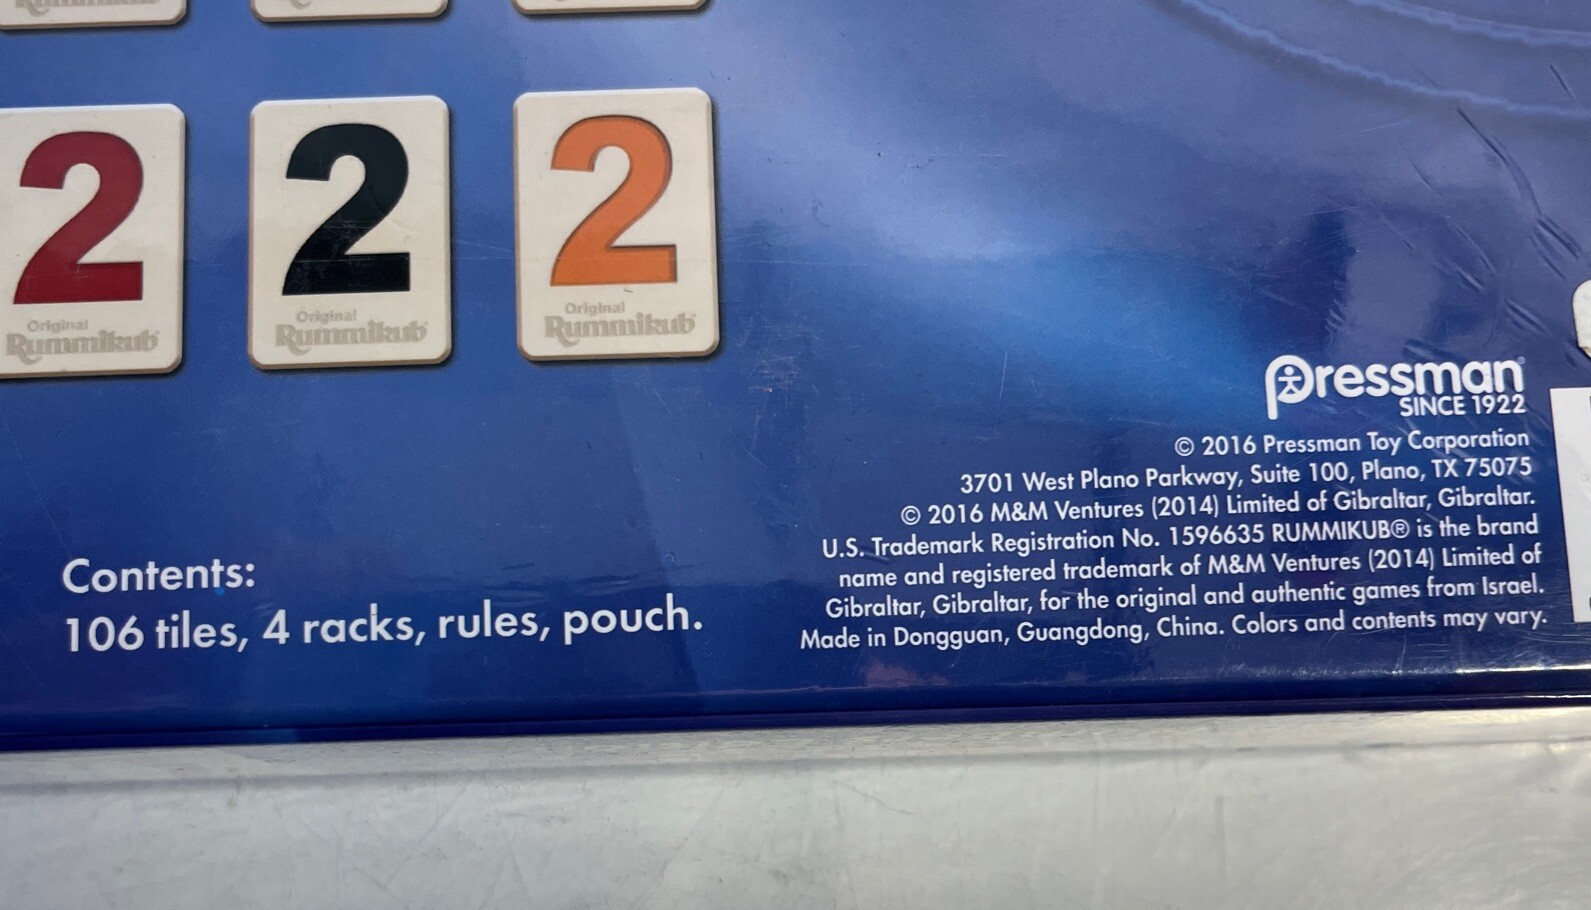 Rummikub
2 2 2
Original Original Original
Rummikub® Rummikub® Rummikub®
Pressman®
SINCE 1922
© 2016 Pressman Toy Corporation
3701 West Plano Parkway, Suite 100, Plano, TX 75075
© 2016 M&M Ventures (2014) Limited of Gibraltar, Gibraltar.
U.S. Trademark Registration No. 1596635 RUMMIKUB® is the brand
name and registered trademark of M&M Ventures (2014) Limited of
Gibraltar, Gibraltar, for the original and authentic games from Israel.
Made in Dongguan, Guangdong, China. Colors and contents may vary.
Contents:
106 tiles, 4 racks, rules, pouch.